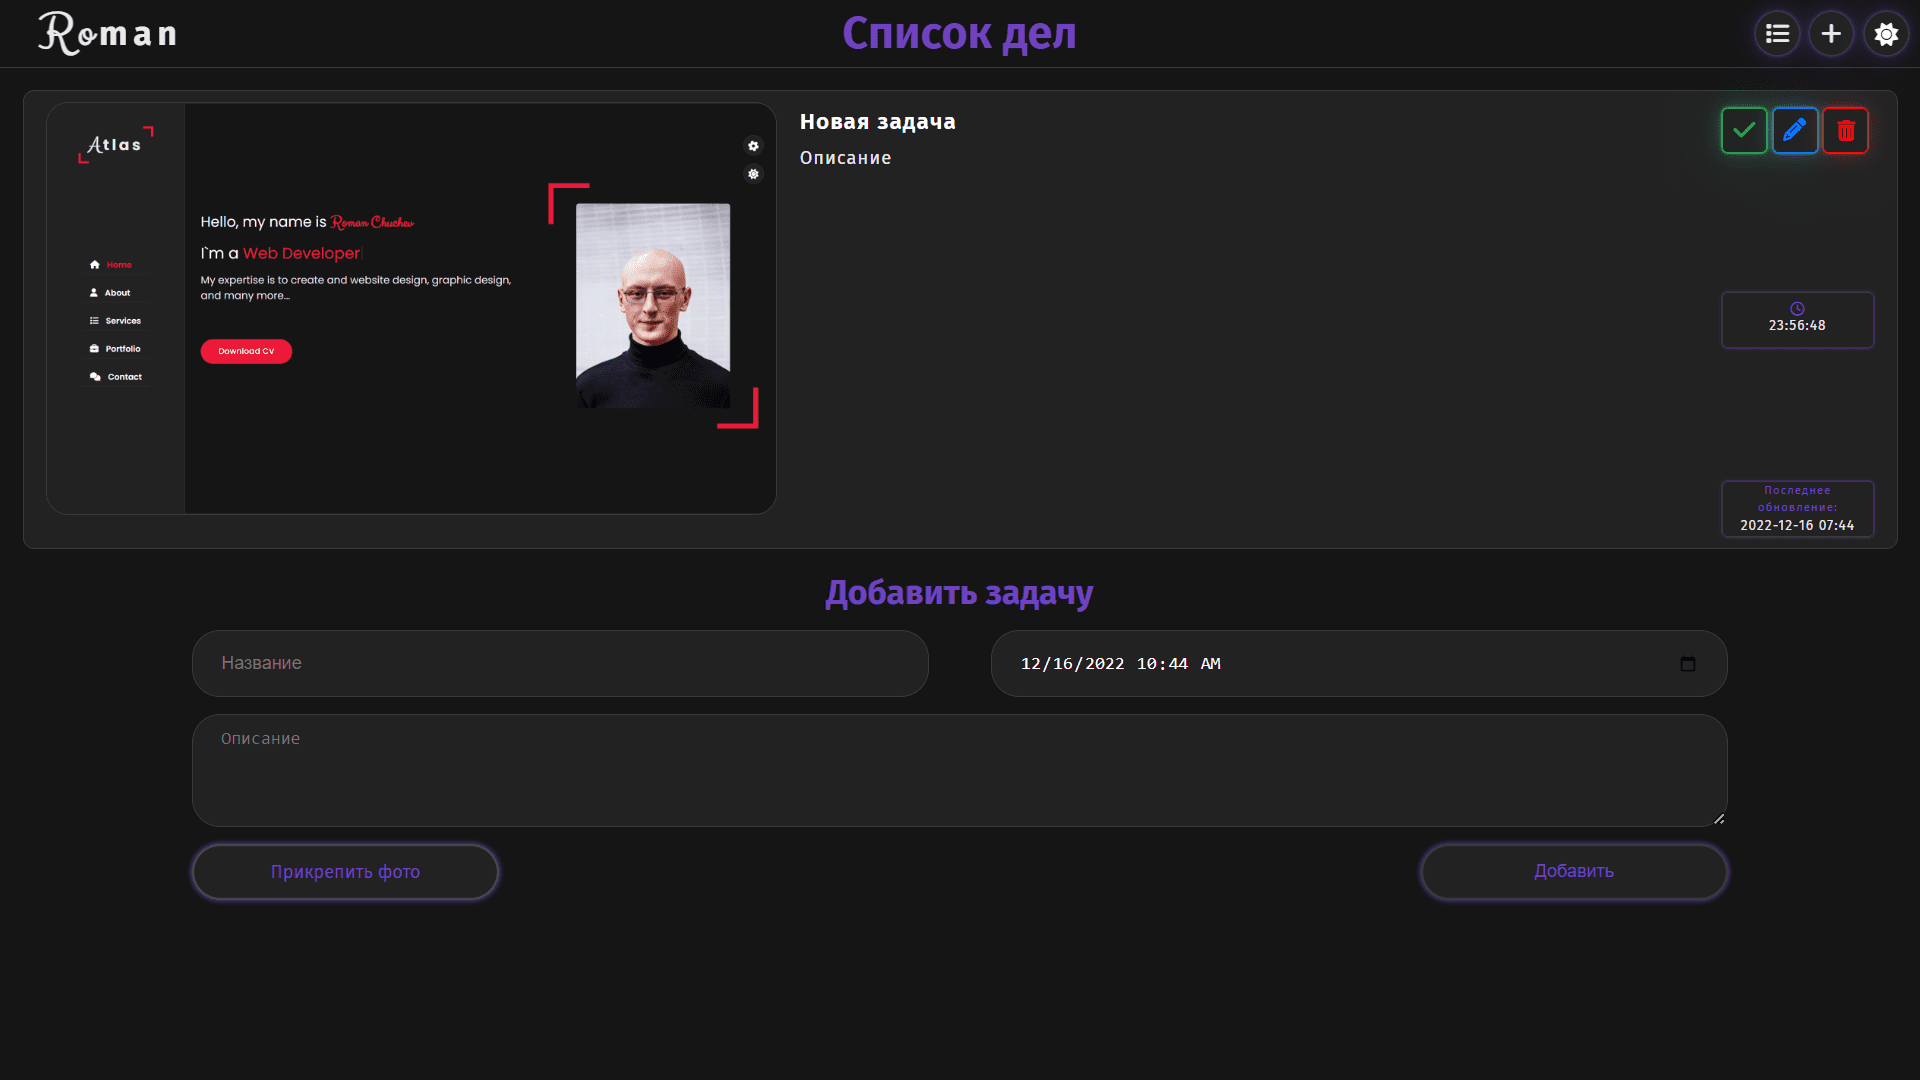 Roman
Список дел
Atlas
Home
About
Services
Portfolio
Contact
Hello, my name is Roman Chuchev
I`m a Web Developer
My expertise is to create and website design, graphic design,
and many more...
Download CV
Новая задача
Описание
23:56:48
Последнее
обновление:
2022-12-16 07:44
Добавить задачу
Название
12/16/2022 10:44 AM
Описание
Прикрепить фото
Добавить